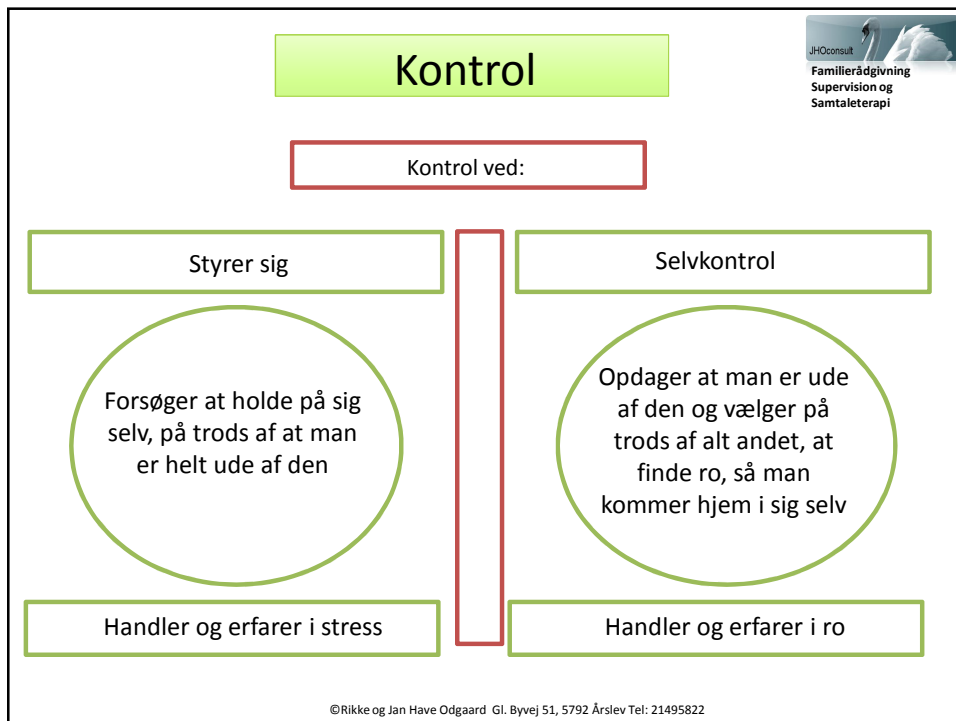 Kontrol
JHOconsult
Familierådgivning
Supervision og
Samtaleterapi
Kontrol ved:
Styrer sig
Forsøger at holde på sig
selv, på trods af at man
er helt ude af den
Handler og erfarer i stress
Selvkontrol
Opdager at man er ude
af den og vælger på
trods af alt andet, at
finde ro, så man
kommer hjem i sig selv
Handler og erfarer i ro
©Rikke og Jan Have Odgaard Gl. Byvej 51, 5792 Årslev Tel: 21495822